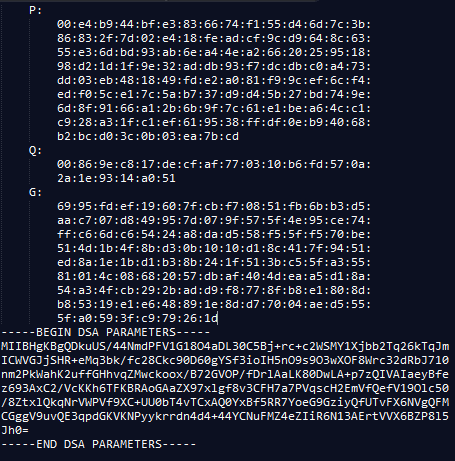 P:
00:e4:b9:44:bf:e3:83:66:74:f1:55:d4:6d:7c:3b:
86:83:2f:7d:02:e4:18:fe:ad:cf:9c:d9:64:8c:63:
55:e3:6d:bd:93:ab:6e:a4:4e:a2:66:20:25:95:18:
98:d2:1d:1f:9e:32:ad:db:93:f7:dc:db:c0:a4:73:
dd:03:eb:48:18:49:fd:e2:a0:81:f9:9c:ef:6c:f4:
ed:f0:5c:e1:7c:5a:b7:37:d9:d4:5b:27:bd:74:9e:
6d:8f:91:66:a1:2b:6b:9f:7c:61:e1:be:a6:4c:c1:
c9:28:a3:1f:c1:ef:61:95:38:ff:df:0e:b9:40:68:
b2:bc:d0:3c:0b:03:ea:7b:cd
Q:
00:86:9e:c8:17:de:cf:af:77:03:10:b6:fd:57:0a:
2a:1e:93:14:a0:51
G:
69:95:fd:ef:19:60:7f:cb:f7:08:51:fb:6b:b3:d5:
aa:c7:07:d8:49:95:7d:07:9f:57:5f:4e:95:ce:74:
ff:c6:6d:c6:54:24:a8:da:d5:58:f5:5f:f5:70:be:
51:4d:1b:4f:8b:d3:0b:10:10:d1:8c:41:7f:94:51:
ed:8a:1e:1b:d1:b3:8b:24:1f:51:3b:c5:5f:a3:55:
81:01:4c:08:68:20:57:db:af:40:4d:ea:a5:d1:8a:
54:a3:4f:cb:29:2b:ad:d9:f8:77:8f:b8:e1:80:8d:
b8:53:19:e1:e6:48:89:1e:8d:d7:70:04:ae:d5:55:
5f:a0:59:3f:c9:79:26:1d
-----BEGIN DSA PARAMETERS-----
MIIBHgKBgQDkuUS/44NmdPFV1G18O4aDL30C5Bj+rc+c2WSMY1Xjbb2Tq26kTqJm
ICWVGJjSHR+eMq3bk/fc28Ckc90D60gYSf3ioIH5nO9s9O3wXOF8Wrc32dRbJ710
nm2PkWahK2uffGHhvqZMwckoox/B72GVOP/fDrlAaLK80DwLA+p7zQIVAIaeyBfe
z693AxC2/VcKKh6TFKBRAoGAaZX97xlgf8v3CFH7a7PVqscH2EmVfQefV19Olc50
/8ZtxlQkqNrVWPVf9XC+UU0bT4vTCxAQ0YxBf5RR7YoeG9GziyQfUTvFX6NVgQFM
CGggV9uvQE3qpdGKVKNPyykrrdn4d4+44YCNuFMZ4eZIiR6N13AErtVVX6BZP8l5
Jh0=
-----END DSA PARAMETERS-----